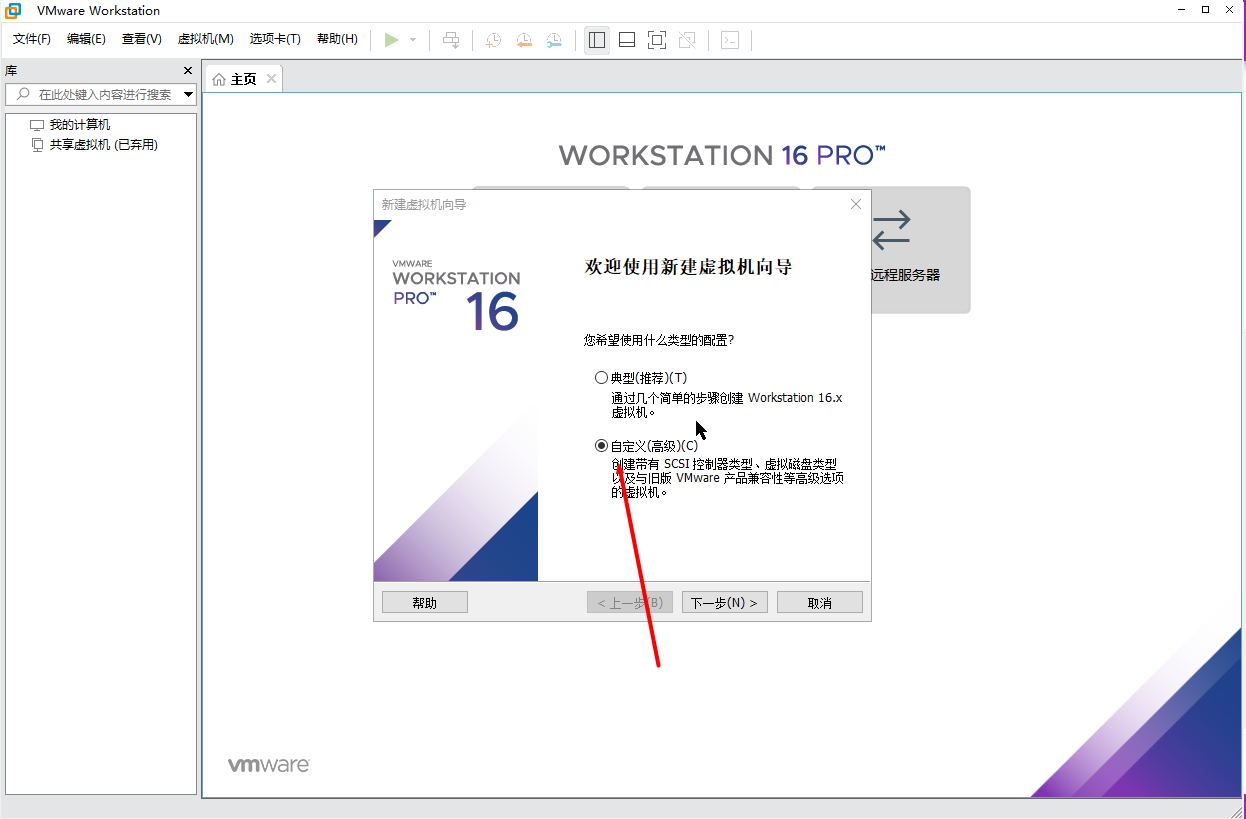 VMware Workstation
文件(F) 编辑(E) 查看(V) 虚拟机(M) 选项卡(T) 帮助(H)
库
在此处键入内容进行搜索
我的计算机
共享虚拟机 (已弃用)
主页
WORKSTATION 16 PRO™
远程服务器
新建虚拟机向导
VMWARE
WORKSTATION
PRO™ 16
欢迎使用新建虚拟机向导
您希望使用什么类型的配置?
典型(推荐)(T)
通过几个简单的步骤创建 Workstation 16.x
虚拟机。
自定义(高级)(C)
创建带有 SCSI 控制器类型、虚拟磁盘类型
以及与旧版 VMware 产品兼容性等高级选项
的虚拟机。
帮助 < 上一步(B) 下一步(N) > 取消
vmware